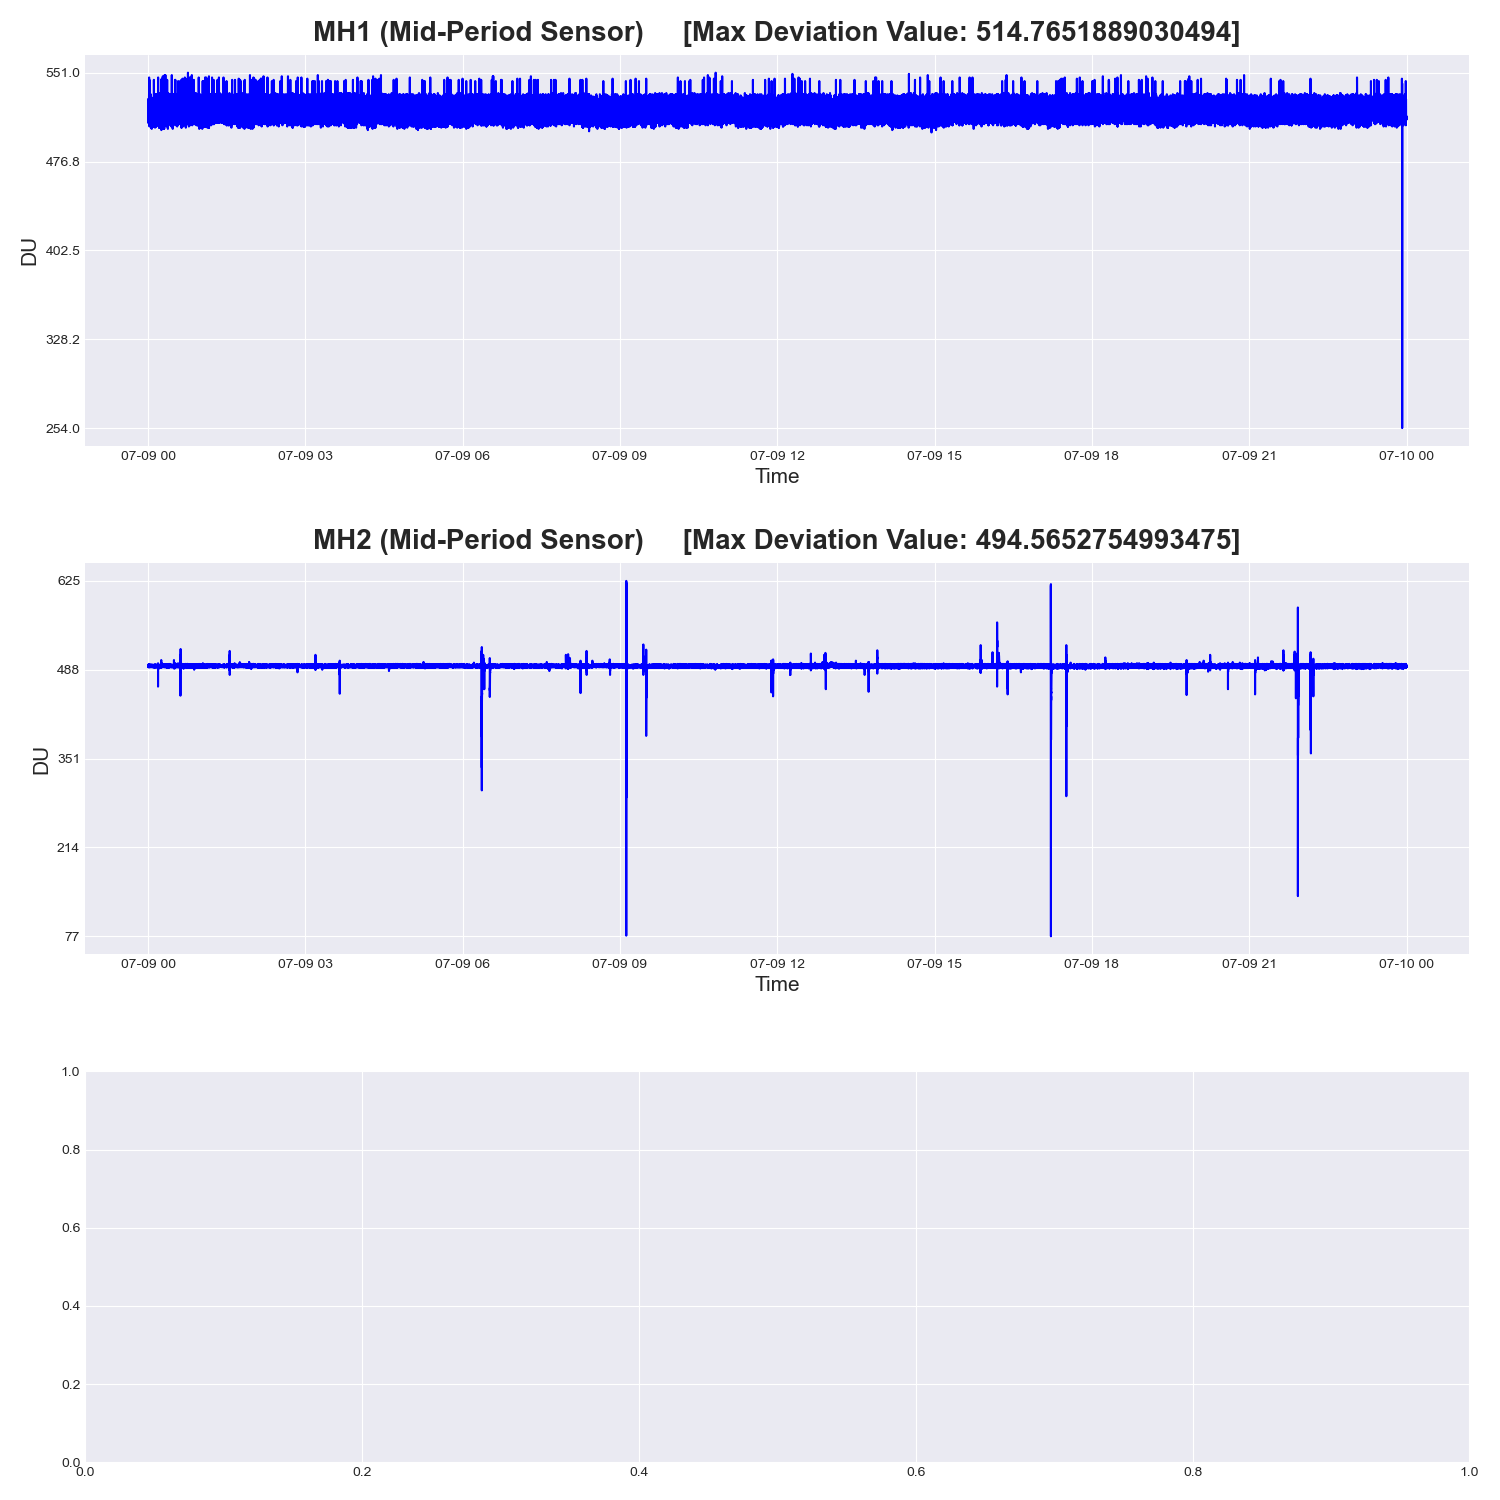 MH1 (Mid-Period Sensor) [Max Deviation Value: 514.7651889030494]
551.0
476.8
402.5
328.2
254.0
DU
07-09 00 07-09 03 07-09 06 07-09 09 07-09 12 07-09 15 07-09 18 07-09 21 07-10 00
Time
MH2 (Mid-Period Sensor) [Max Deviation Value: 494.5652754993475]
625
488
351
214
77
DU
07-09 00 07-09 03 07-09 06 07-09 09 07-09 12 07-09 15 07-09 18 07-09 21 07-10 00
Time
1.0
0.8
0.6
0.4
0.2
0.0
0.0 0.2 0.4 0.6 0.8 1.0